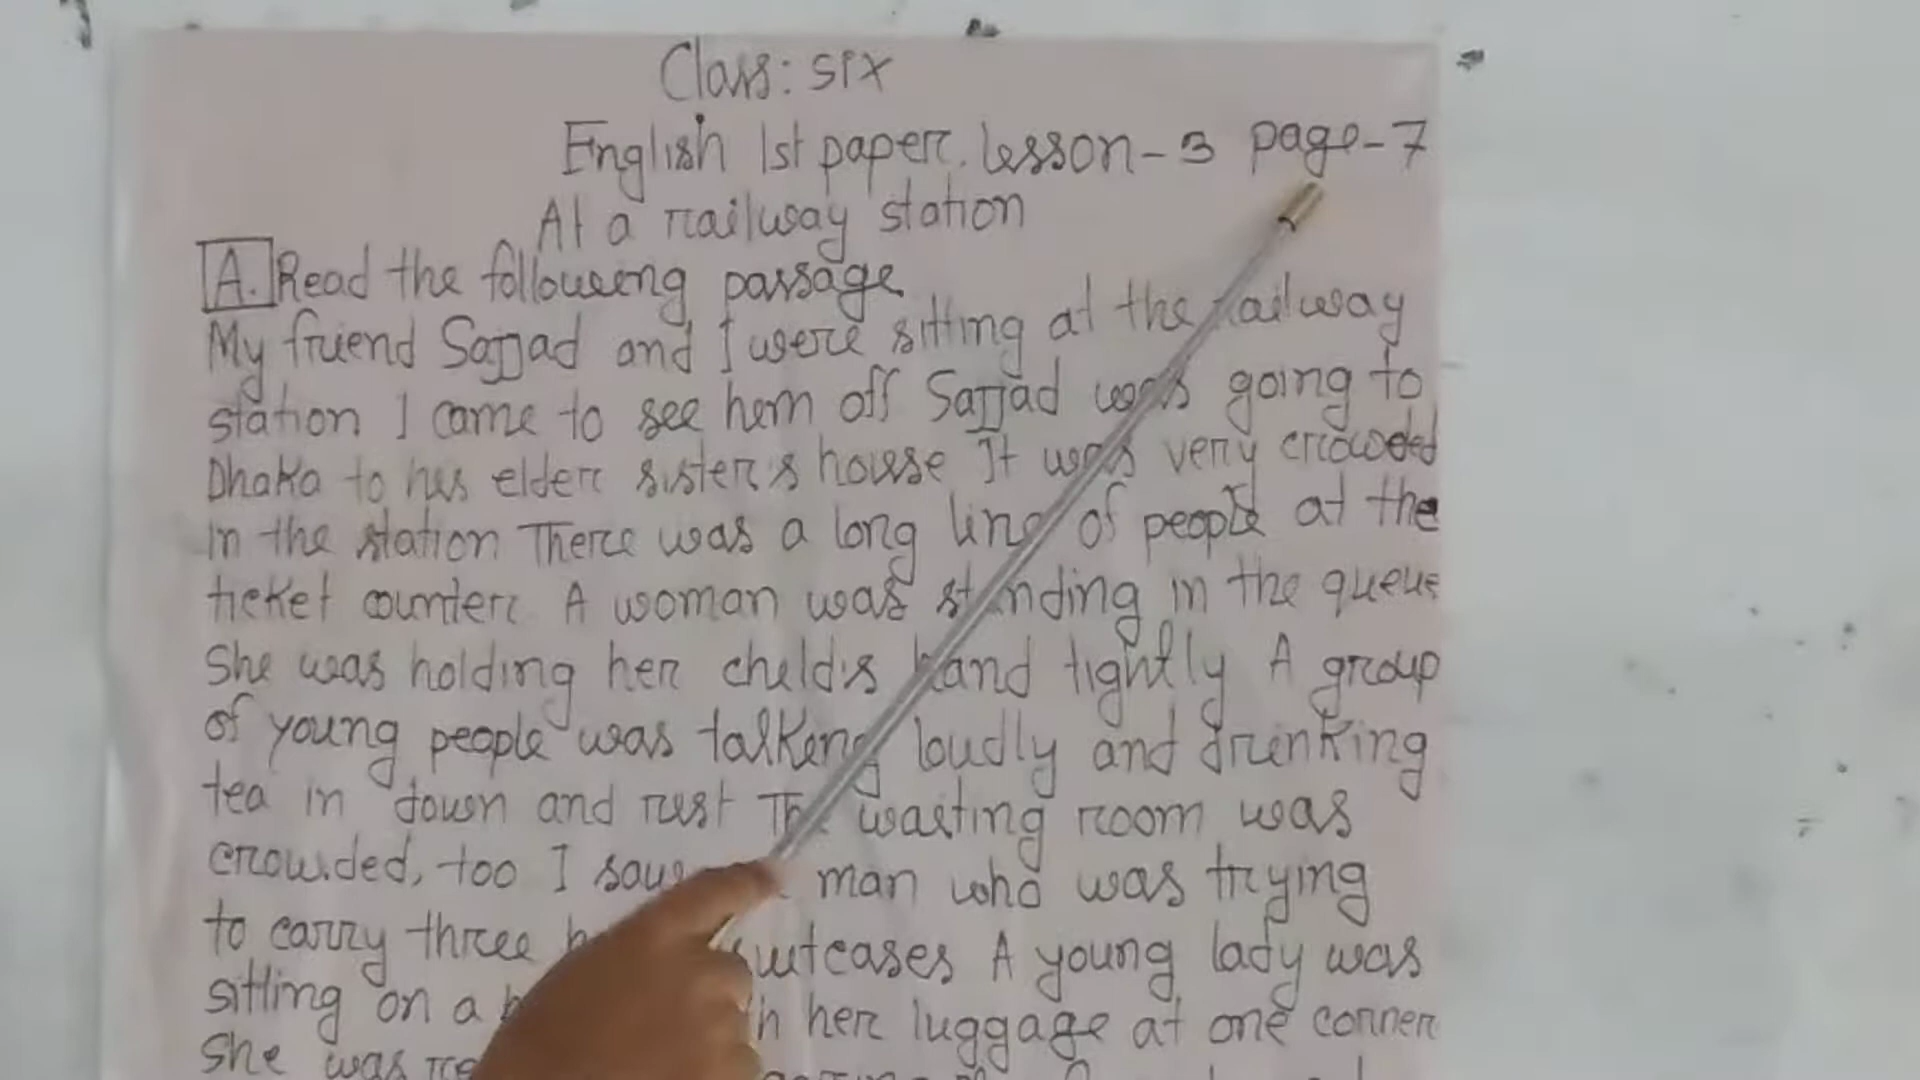 Class: six
English 1st paper. lesson-3 page-7
At a railway station
A. Read the following passage
My friend Sajjad and I were sitting at the railway
station I came to see him off Sajjad was going to
Dhaka to his elder sister's house It was very crowded
in the station There was a long line of people at the
ticket counter A woman was standing in the queue
She was holding her child's hand tightly A group
of young people was talking loudly and drinking
tea in down and rest The waiting room was
crowded, too I saw man who was trying
to carry three suitcases A young lady was
sitting on a her luggage at one corner
She was